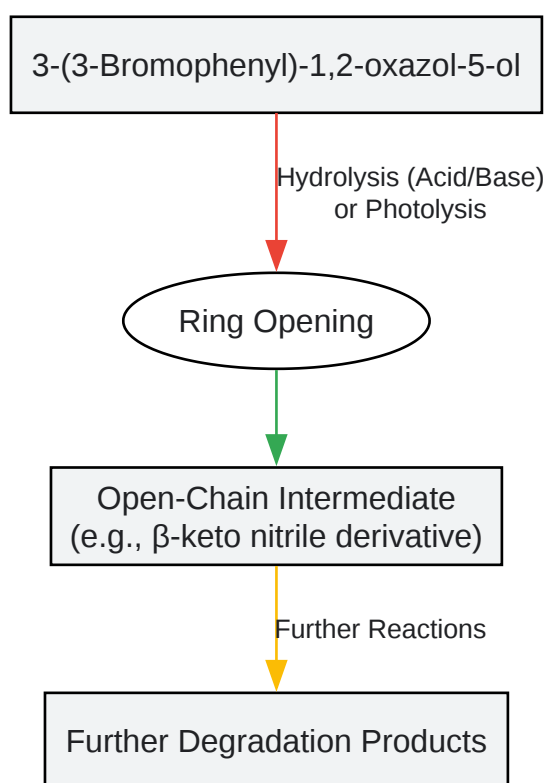 3-(3-Bromophenyl)-1,2-oxazol-5-ol
Hydrolysis (Acid/Base)
or Photolysis
Ring Opening
Open-Chain Intermediate
(e.g., β-keto nitrile derivative)
Further Reactions
Further Degradation Products